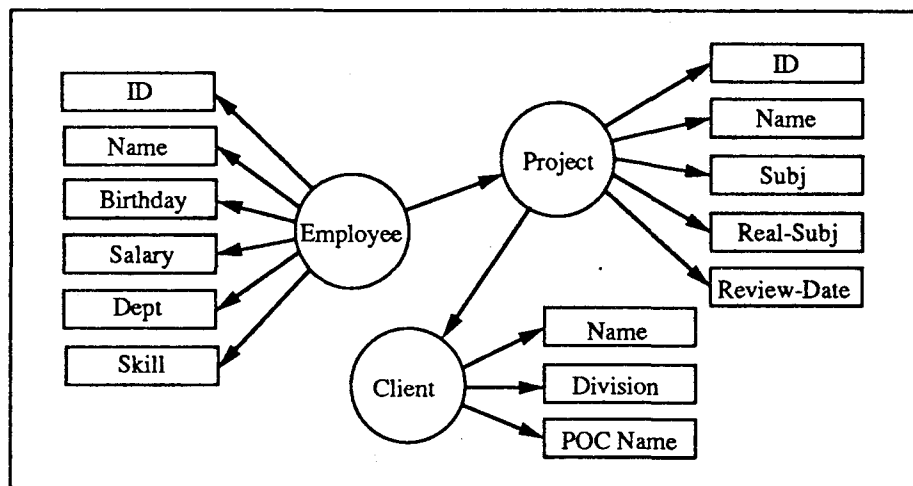 ID
Name
Birthday
Salary
Dept
Skill
Employee
Project
ID
Name
Subj
Real-Subj
Review-Date
Client
Name
Division
POC Name